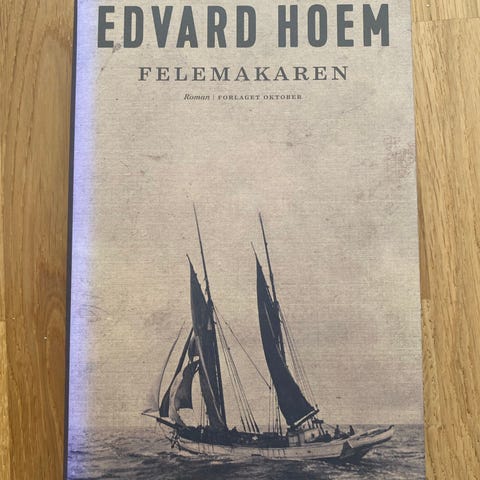 EDVARD HOEM
FELEMAKAREN
Roman | FORLAGET OKTOBER